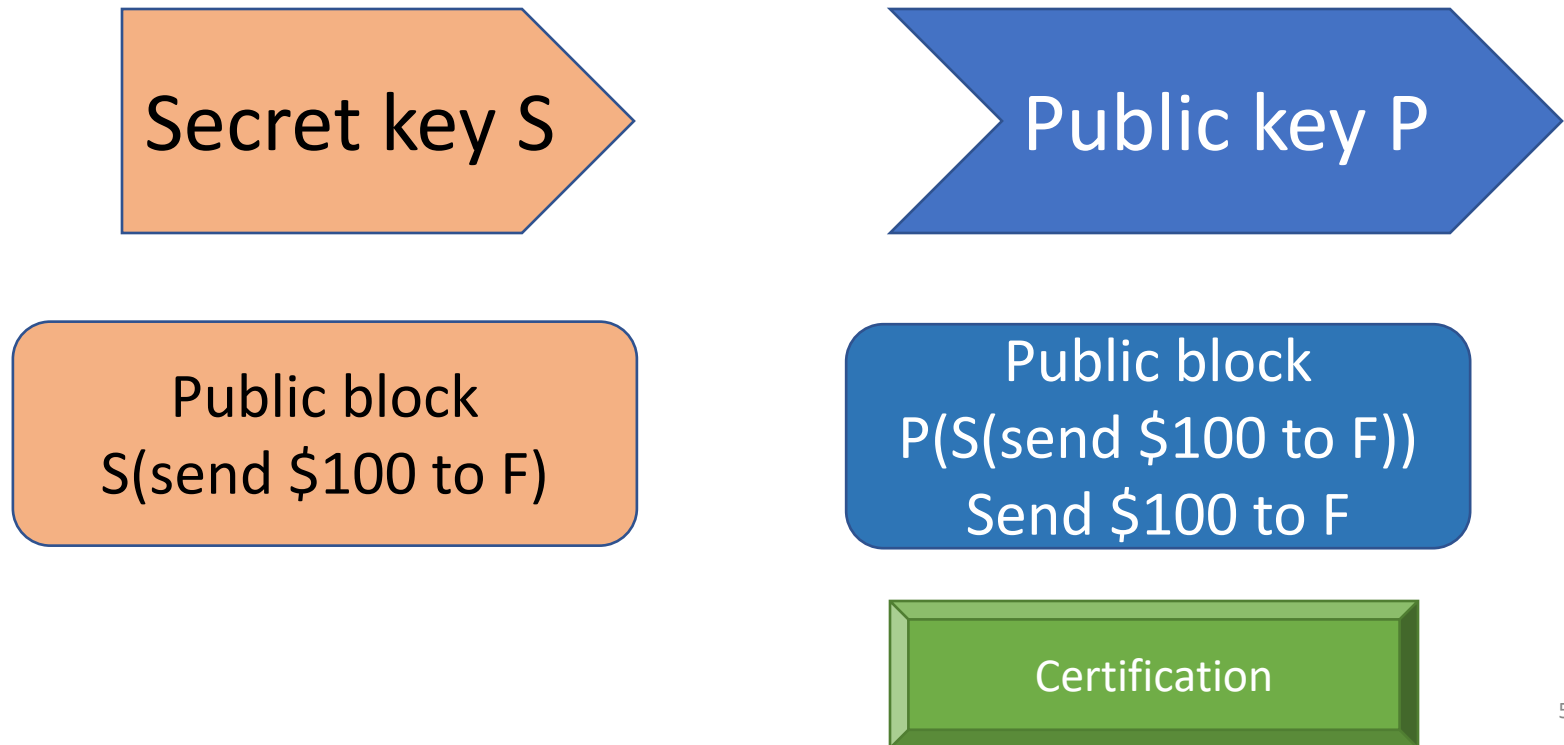 Secret key S
Public key P
Public block
S(send $100 to F)
Public block
P(S(send $100 to F))
Send $100 to F
Certification